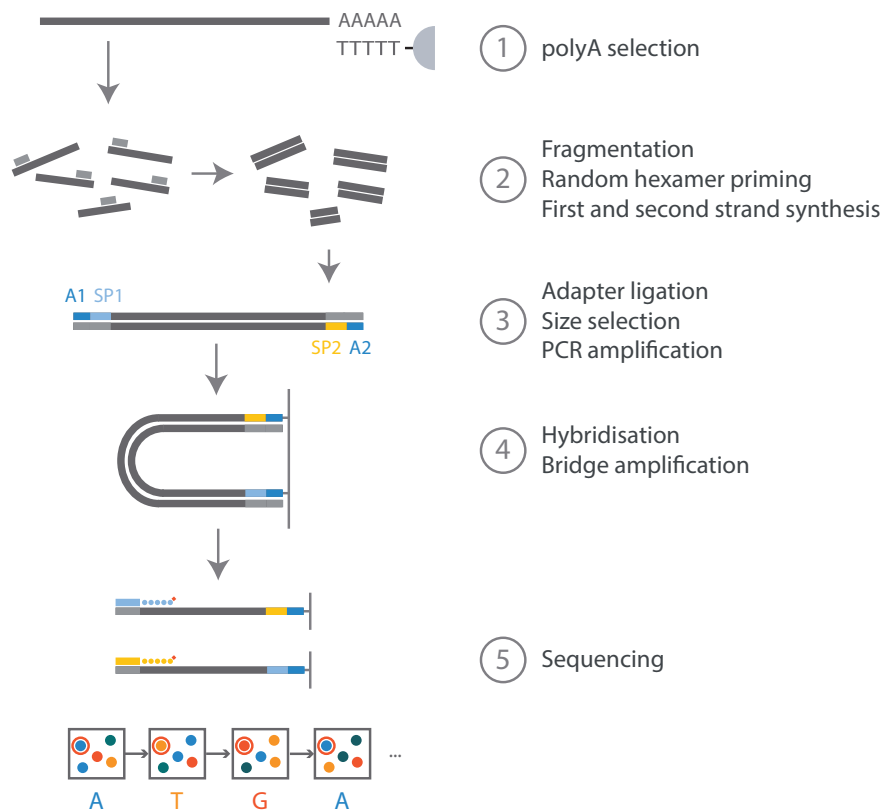 AAAAA
TTTTT
1 polyA selection
Fragmentation
2 Random hexamer priming
First and second strand synthesis
A1 SP1
SP2 A2
Adapter ligation
3 Size selection
PCR amplification
4 Hybridisation
Bridge amplification
5 Sequencing
...
A T G A